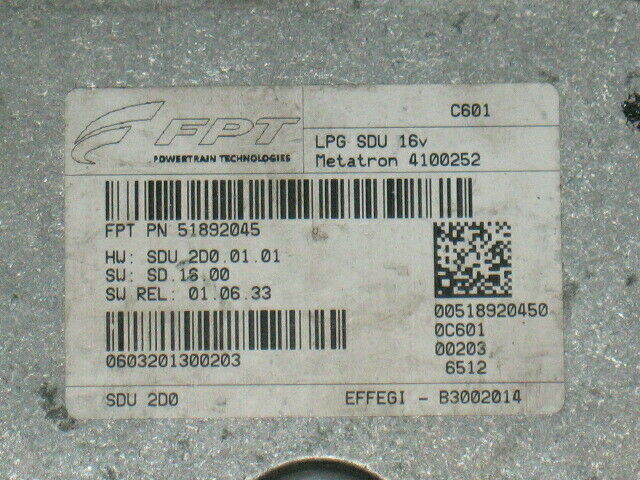 FPT
POWERTRAIN TECHNOLOGIES
C601
LPG SDU 16v
Metatron 4100252
FPT PN 51892045
HW: SDU 2D0.01.01
SW: SD.16.00
SW REL: 01.06.33
0603201300203
00518920450
0C601
00203
6512
SDU 2D0
EFFEGI - B3002014